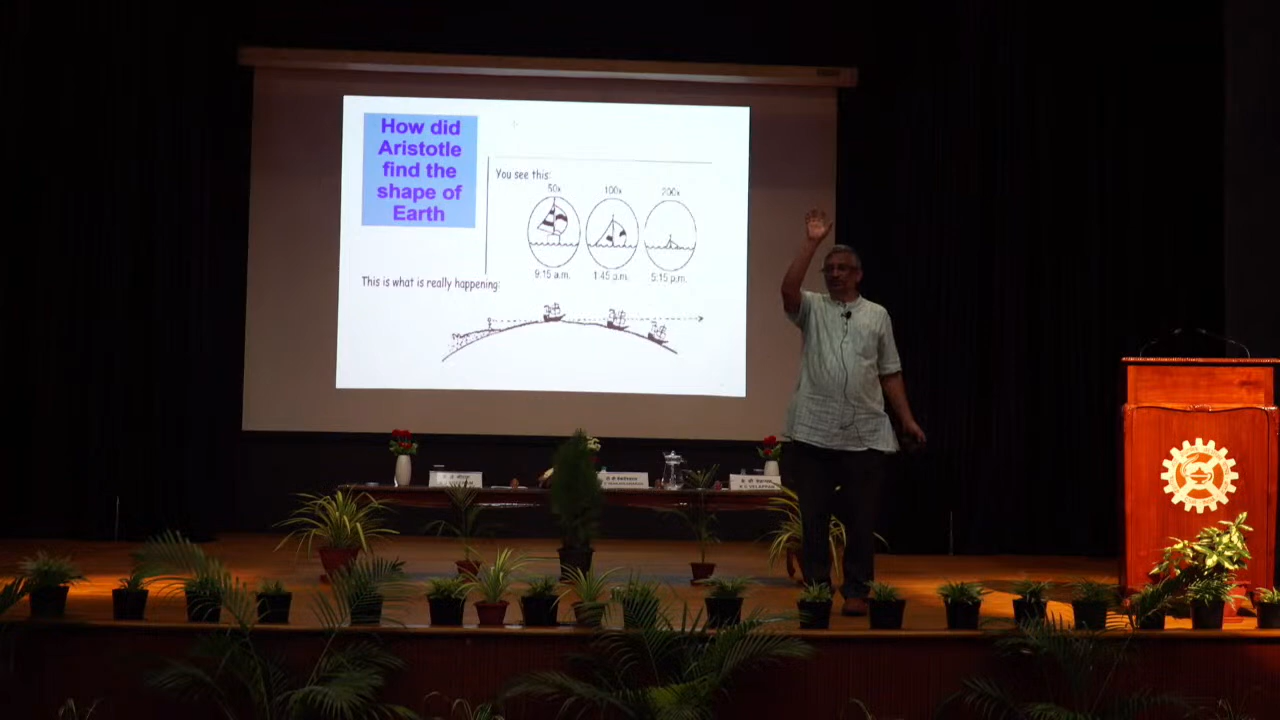 How did
Aristotle
find the
shape of
Earth
You see this:
50x 100x 200x
9:15 a.m. 1:45 p.m. 5:15 p.m.
This is what is really happening: